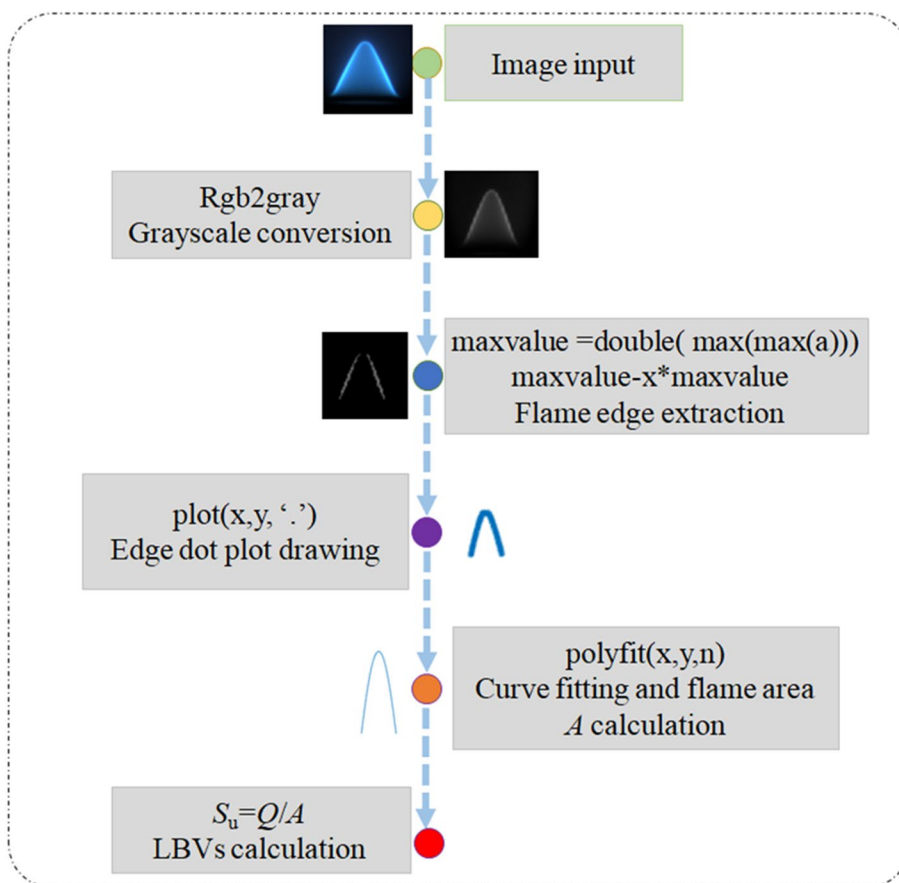 Image input
Rgb2gray
Grayscale conversion
maxvalue =double( max(max(a)))
maxvalue-x*maxvalue
Flame edge extraction
plot(x,y, ‘.’)
Edge dot plot drawing
polyfit(x,y,n)
Curve fitting and flame area
A calculation
Su=Q/A
LBVs calculation